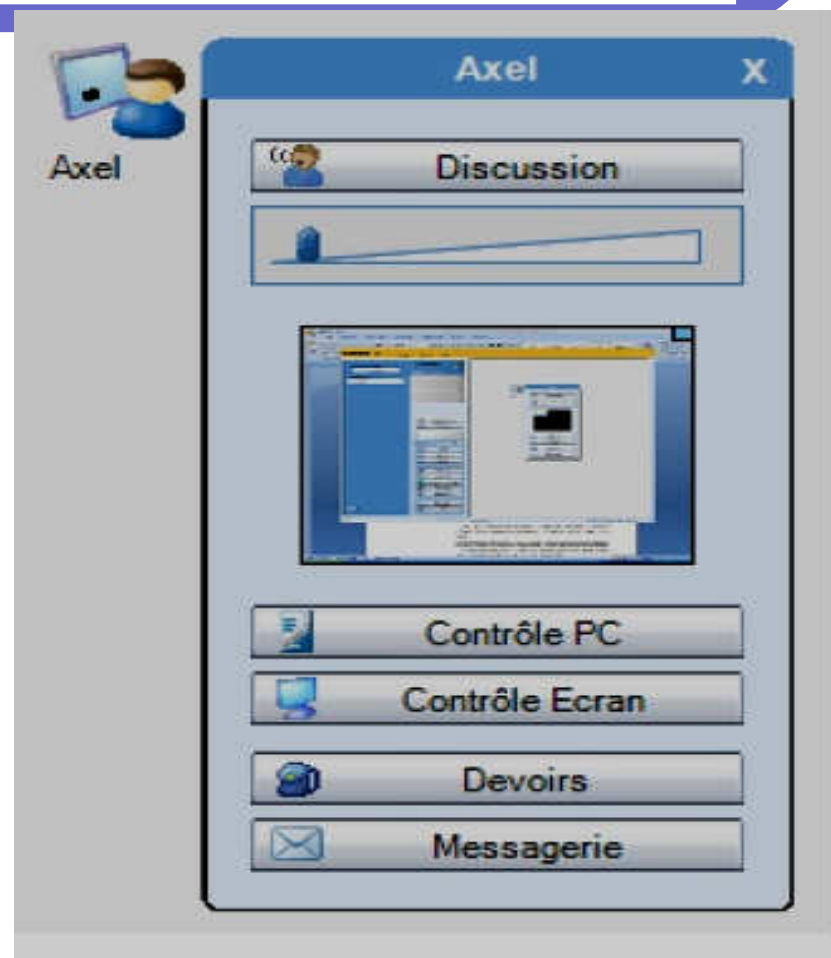 Axel
Axel X
Discussion
Contrôle PC
Contrôle Ecran
Devoirs
Messagerie